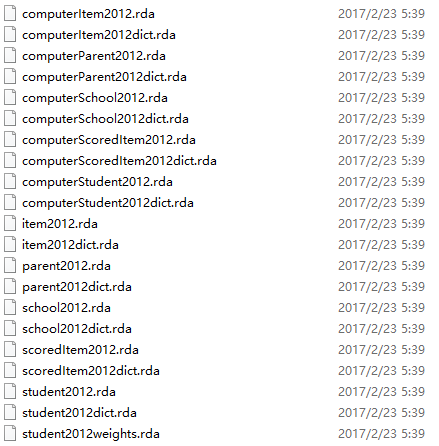 computerItem2012.rda 2017/2/23 5:39
computerItem2012dict.rda 2017/2/23 5:39
computerParent2012.rda 2017/2/23 5:39
computerParent2012dict.rda 2017/2/23 5:39
computerSchool2012.rda 2017/2/23 5:39
computerSchool2012dict.rda 2017/2/23 5:39
computerScoredItem2012.rda 2017/2/23 5:39
computerScoredItem2012dict.rda 2017/2/23 5:39
computerStudent2012.rda 2017/2/23 5:39
computerStudent2012dict.rda 2017/2/23 5:39
item2012.rda 2017/2/23 5:39
item2012dict.rda 2017/2/23 5:39
parent2012.rda 2017/2/23 5:39
parent2012dict.rda 2017/2/23 5:39
school2012.rda 2017/2/23 5:39
school2012dict.rda 2017/2/23 5:39
scoredItem2012.rda 2017/2/23 5:39
scoredItem2012dict.rda 2017/2/23 5:39
student2012.rda 2017/2/23 5:39
student2012dict.rda 2017/2/23 5:39
student2012weights.rda 2017/2/23 5:39